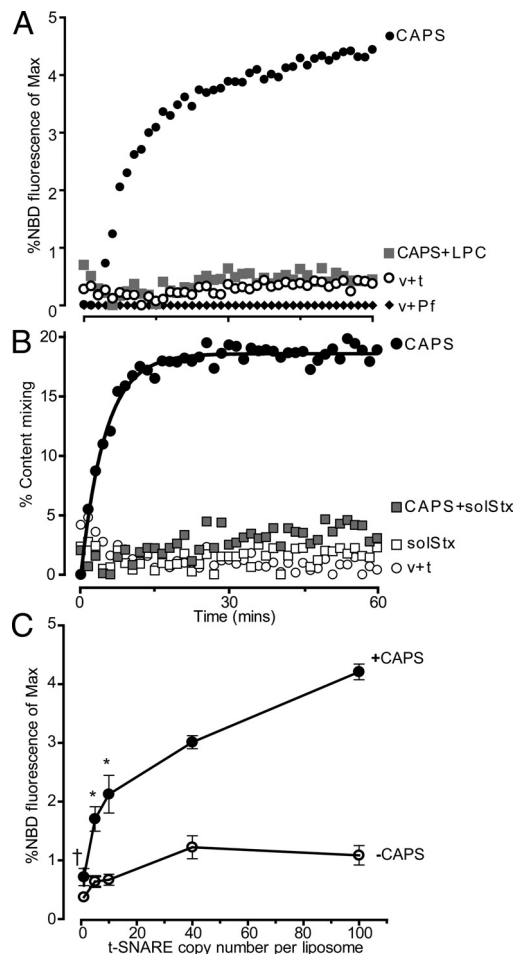 A
%NBD fluorescence of Max
5
4
3
2
1
0
CAPS
CAPS+LPC
v+t
v+Pf
B
% Content mixing
20
15
10
5
0
CAPS
CAPS+solStx
solStx
v+t
0
30
60
Time (mins)
C
%NBD fluorescence of Max
5
4
3
2
1
0
†
*
*
+CAPS
-CAPS
0
20
40
60
80
100
t-SNARE copy number per liposome